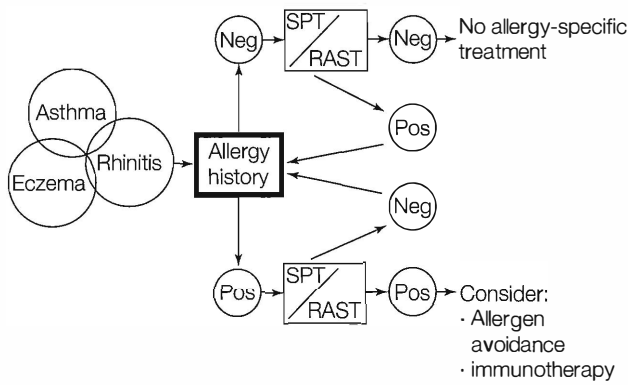 Neg
SPT
RAST
Neg
No allergy-specific
treatment
Asthma
Rhinitis
Eczema
Allergy
history
Pos
Neg
Pos
SPT
RAST
Pos
Consider:
· Allergen
avoidance
· immunotherapy